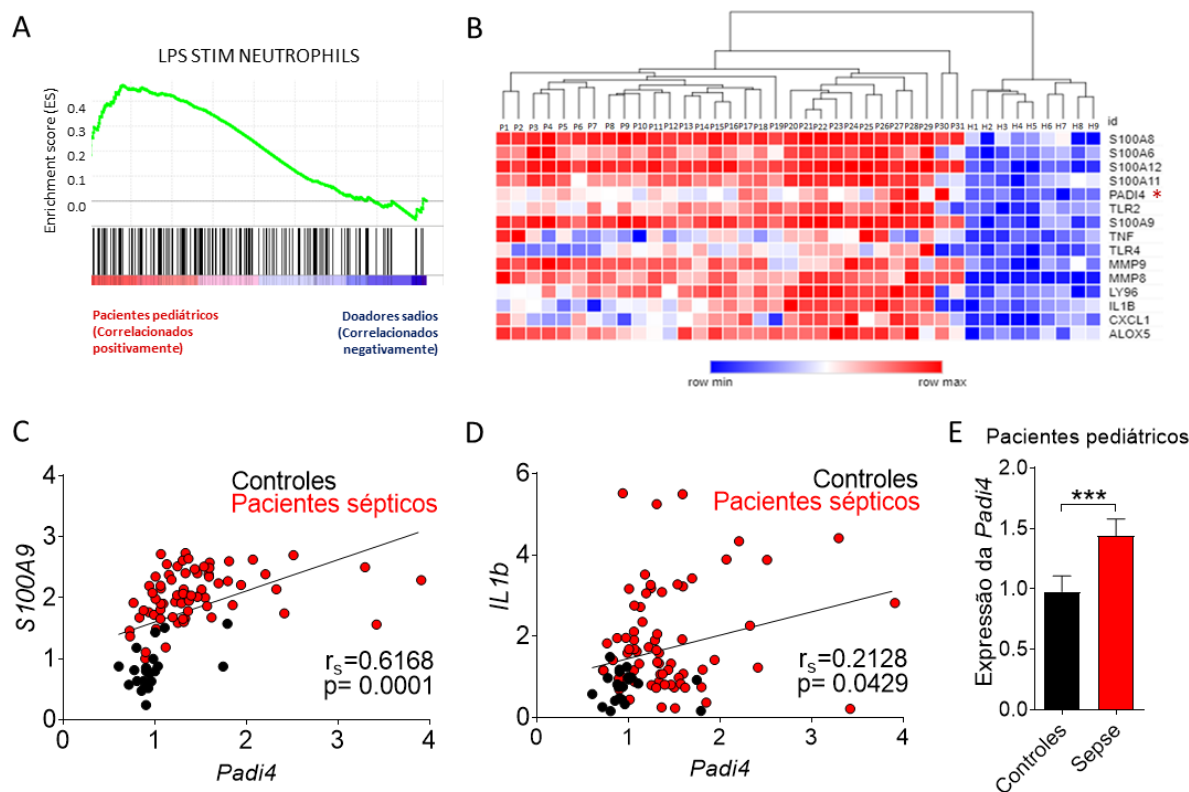 A
LPS STIM NEUTROPHILS
Enrichment score (ES)
0.4
0.3
0.2
0.1
0.0
Pacientes pediátricos
(Correlacionados
positivamente)
Doadores sadios
(Correlacionados
negativamente)
B
P1 P2 P3 P4 P5 P6 P7 P8 P9 P10 P11 P12 P13 P14 P15 P16 P17 P18 P19 P20 P21 P22 P23 P24 P25 P26 P27 P28 P29 P30 P31 H1 H2 H3 H4 H5 H6 H7 H8 H9
id
S100A8
S100A6
S100A12
S100A11
PADI4 *
TLR2
S100A9
TNF
TLR4
MMP9
MMP8
LY96
IL1B
CXCL1
ALOX5
row min
row max
C
S100A9
4
3
2
1
0
Controles
Pacientes sépticos
rs=0.6168
p= 0.0001
0 1 2 3 4
Padi4
D
IL1b
6
4
2
0
Controles
Pacientes sépticos
rs=0.2128
p= 0.0429
0 1 2 3 4
Padi4
E
Pacientes pediátricos
Expressão da Padi4
2.0
1.5
1.0
0.5
0.0
***
Controles
Sepse